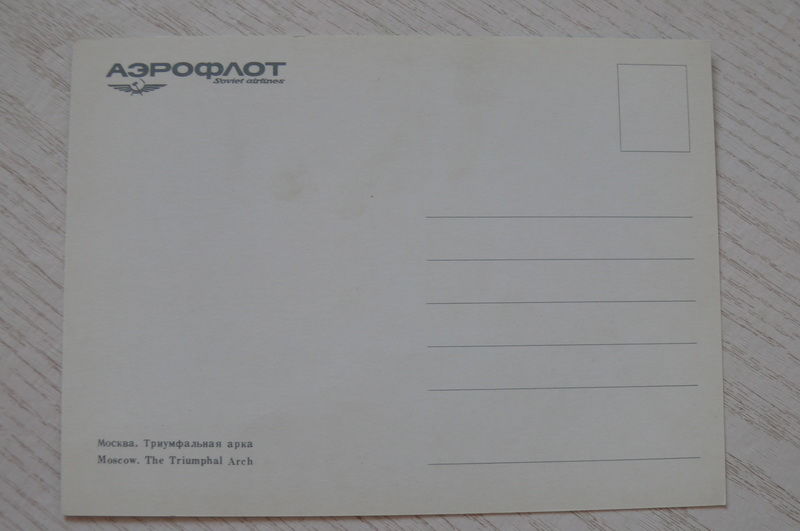 АЭРОФЛОТ
Soviet airlines
Москва. Триумфальная арка
Moscow. The Triumphal Arch